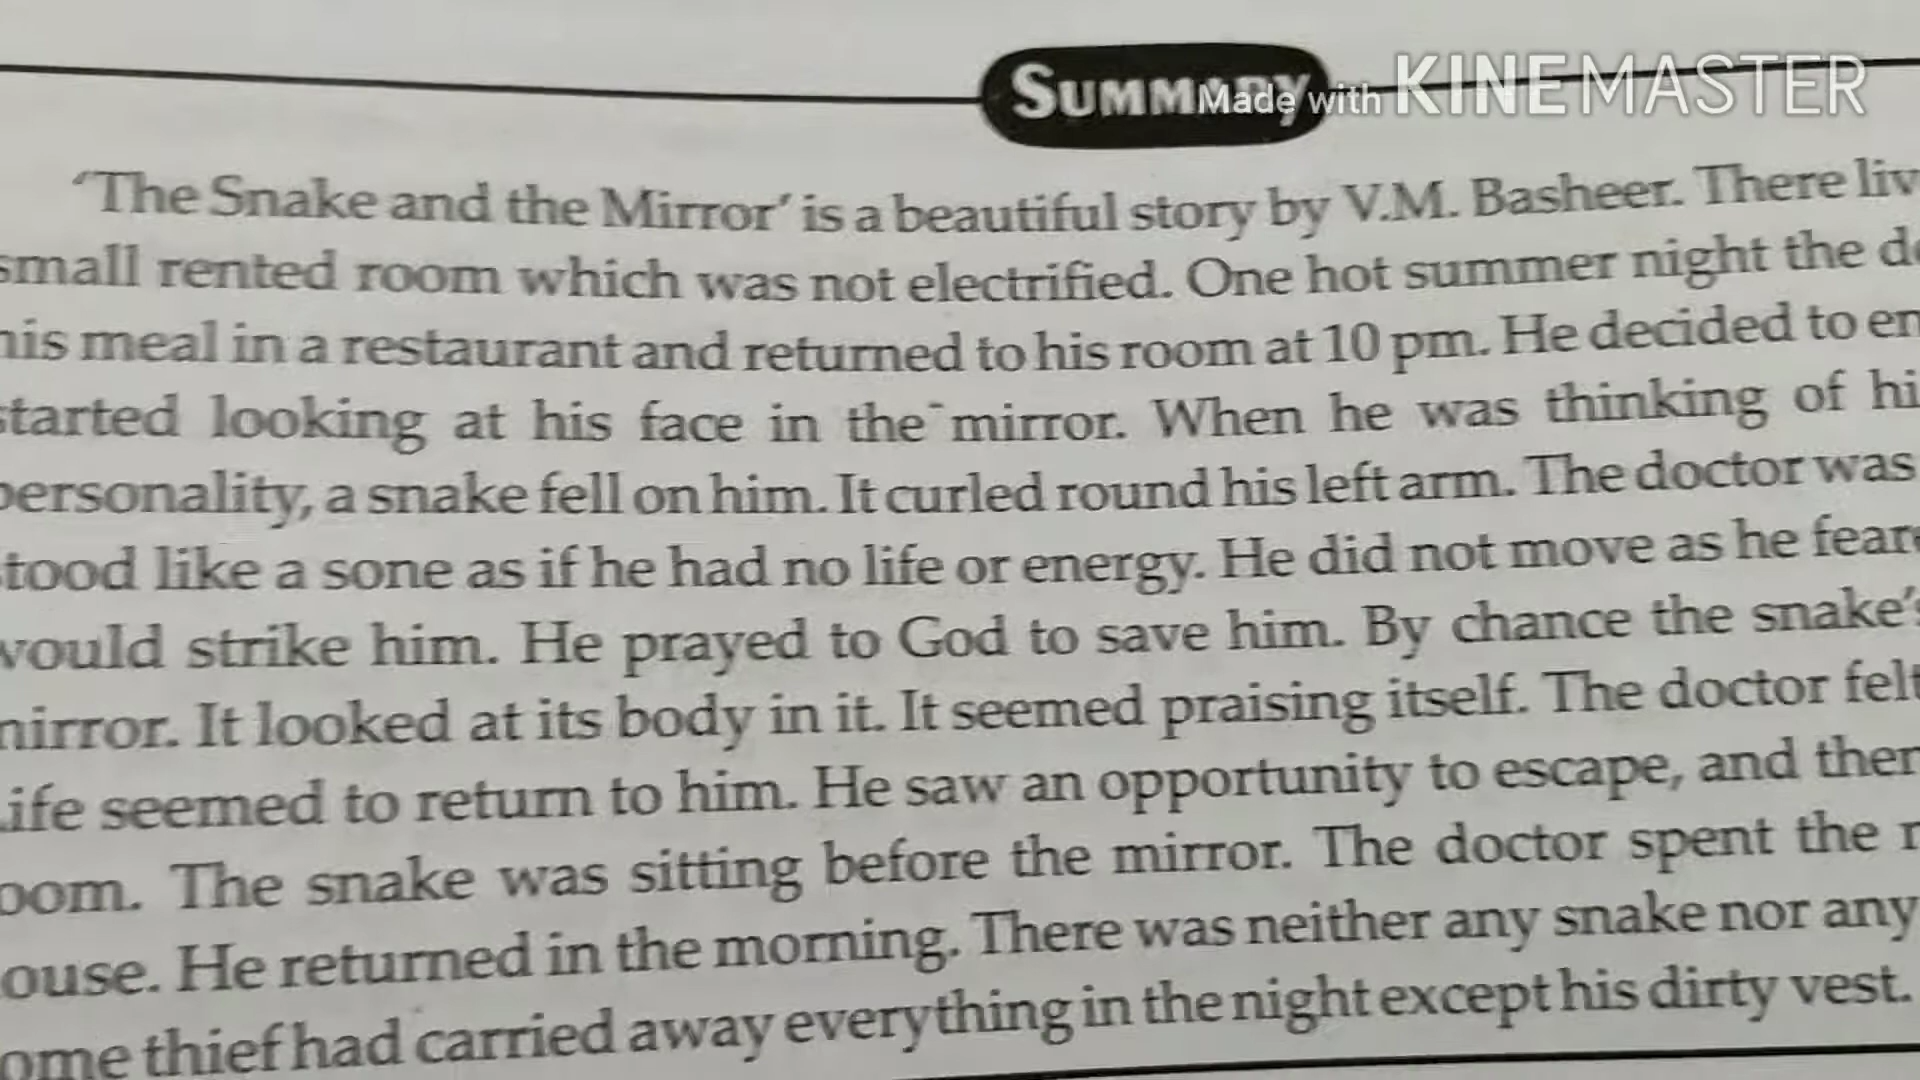 SUMMARY
Made with KINEMASTER
'The Snake and the Mirror' is a beautiful story by V.M. Basheer. There liv
small rented room which was not electrified. One hot summer night the d
his meal in a restaurant and returned to his room at 10 pm. He decided to en
started looking at his face in the mirror. When he was thinking of hi
personality, a snake fell on him. It curled round his left arm. The doctor was
stood like a sone as if he had no life or energy. He did not move as he fear
would strike him. He prayed to God to save him. By chance the snake's
mirror. It looked at its body in it. It seemed praising itself. The doctor felt
Life seemed to return to him. He saw an opportunity to escape, and then
oom. The snake was sitting before the mirror. The doctor spent the
ouse. He returned in the morning. There was neither any snake nor any
ome thief had carried away everything in the night except his dirty vest.